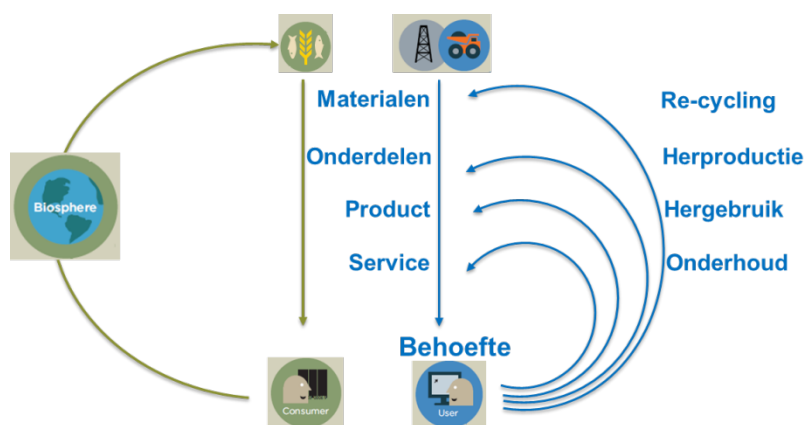 Materialen
Re-cycling
Onderdelen
Herproductie
Biosphere
Product
Hergebruik
Service
Onderhoud
Behoefte
Consumer
User